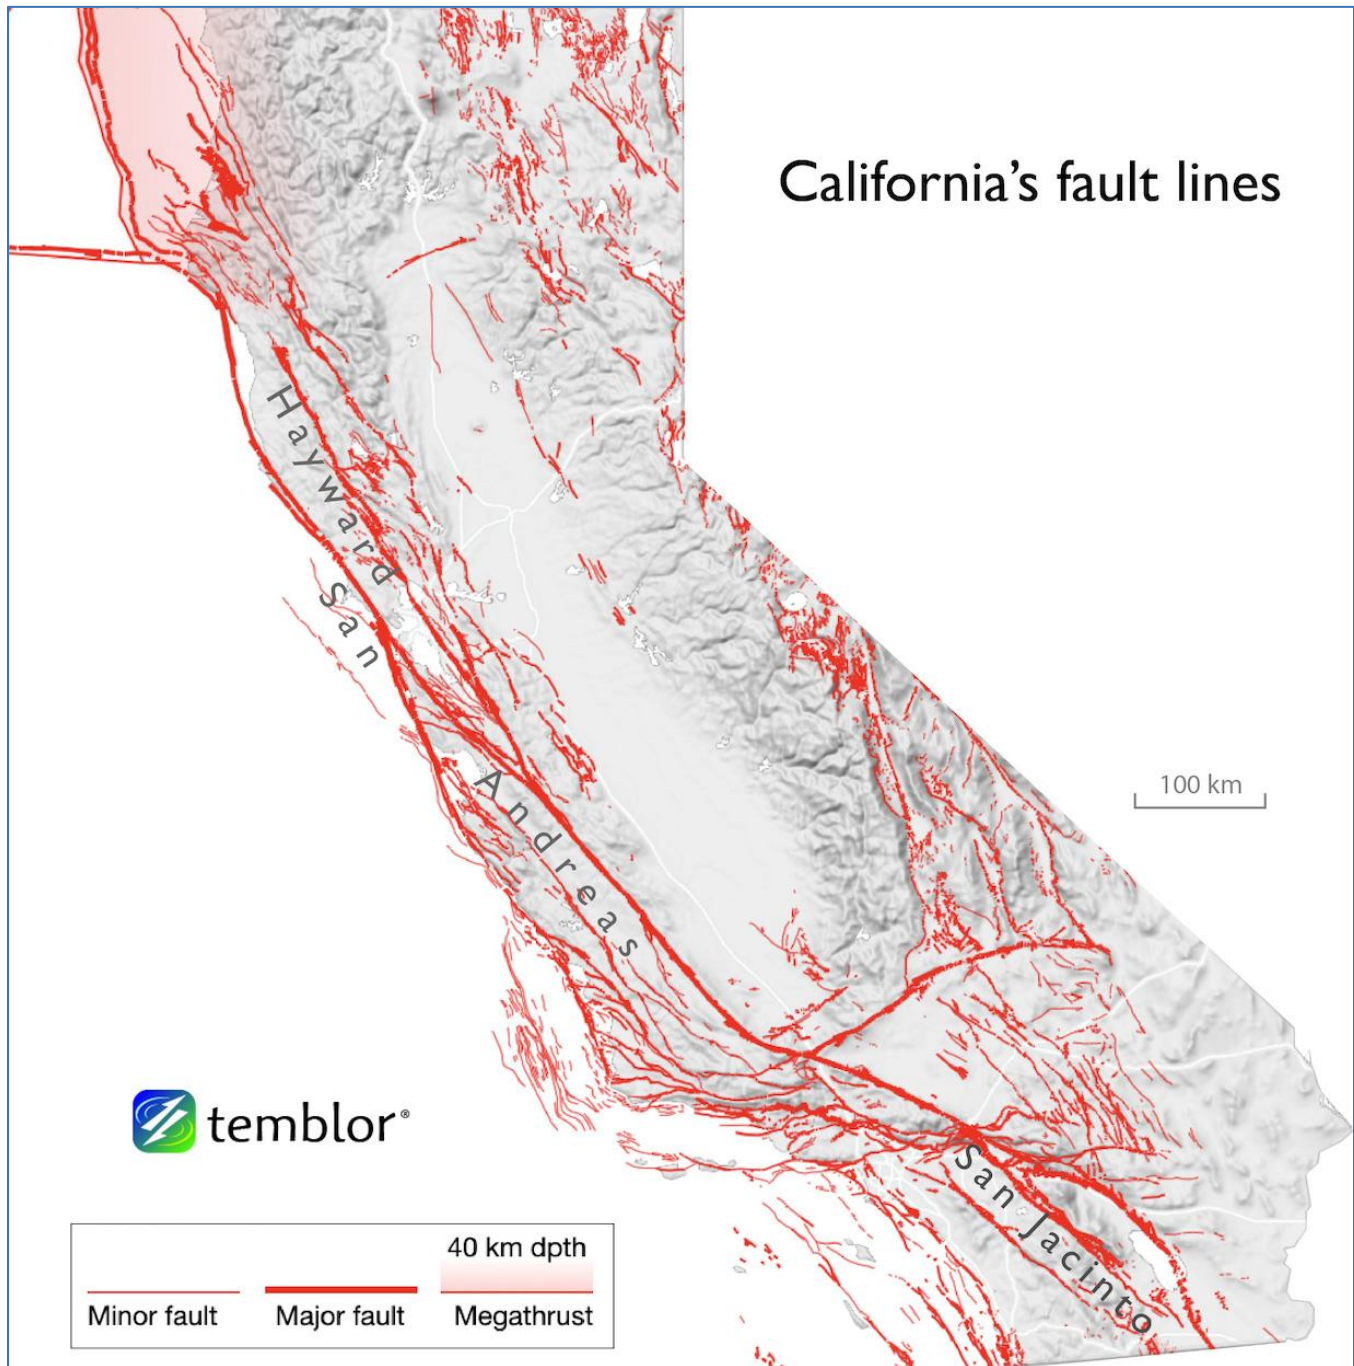 California's fault lines
Hayward
San
Andreas
100 km
San Jacinto
temblor®
40 km dpth
Minor fault
Major fault
Megathrust